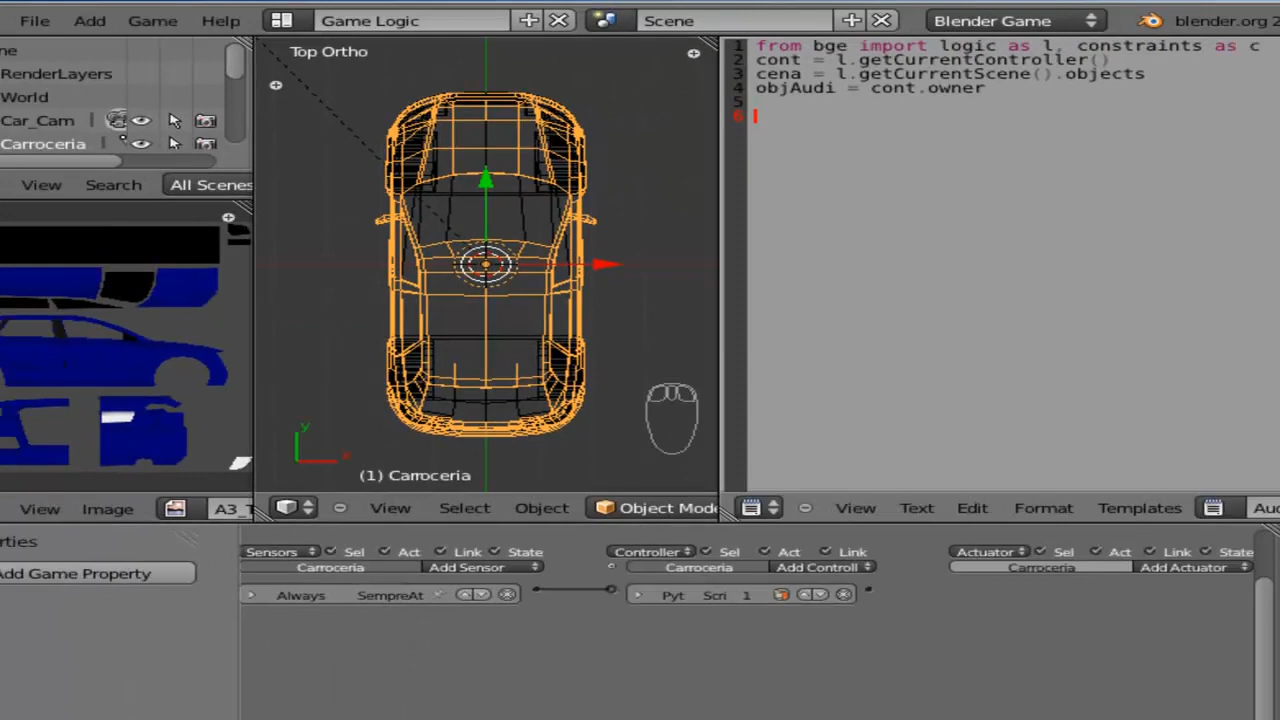 File Add Game Help Game Logic Scene Blender Game blender.org 2
ne
RenderLayers
World
Car_Cam
Carroceria
View Search All Scenes
Top Ortho
y
x
(1) Carroceria
1 from bge import logic as l, constraints as c
2 cont = l.getCurrentController()
3 cena = l.getCurrentScene().objects
4 objAudi = cont.owner
5
6
View Image A3_T
View Select Object Object Mode
View Text Edit Format Templates Au
rties
Add Game Property
Sensors Sel Act Link State
Carroceria Add Sensor
Always SempreAt
Controller Sel Act Link
Carroceria Add Controll
Pyt Scri 1
Actuator Sel Act Link State
Carroceria Add Actuator